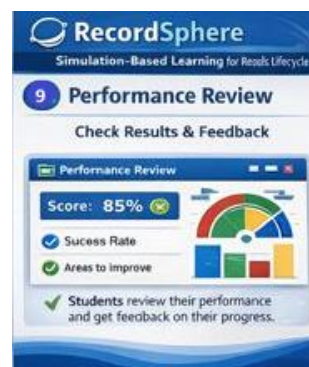 RecordSphere
Simulation-Based Learning for Resuls Lifecycle
9 Performance Review
Check Results & Feedback
Performance Review
Score: 85%
Sucess Rate
Areas to improve
Students review their performance
and get feedback on their progress.